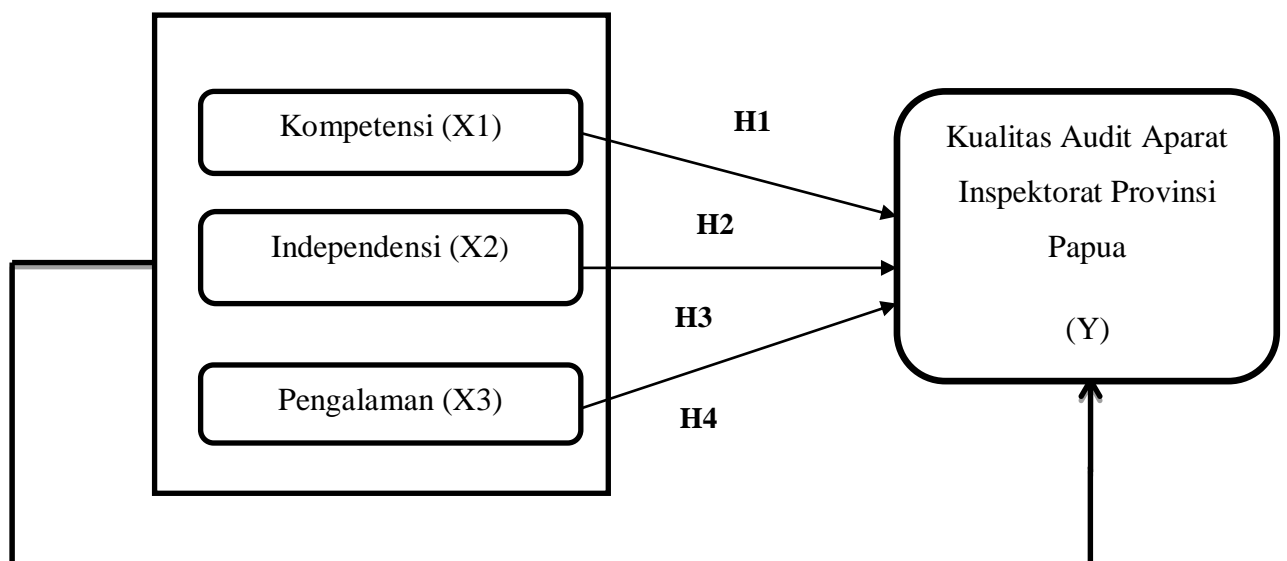 Kompetensi (X1)
Independensi (X2)
Pengalaman (X3)
H1
H2
H3
H4
Kualitas Audit Aparat
Inspektorat Provinsi
Papua
(Y)